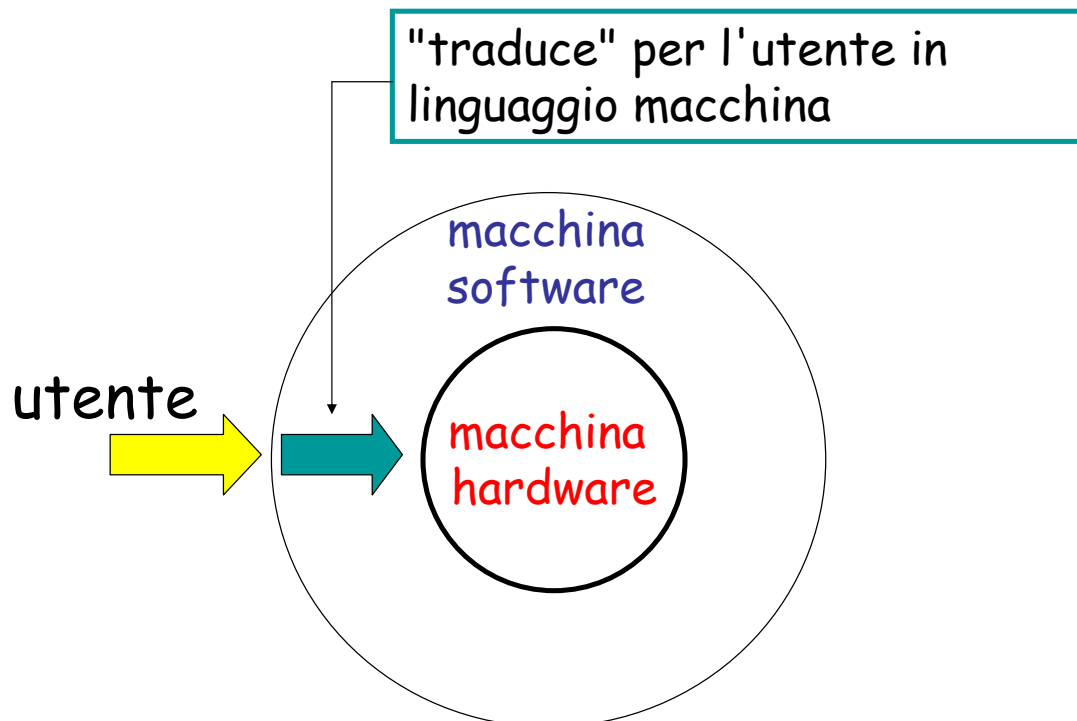 "traduce" per l'utente in
linguaggio macchina
macchina
software
utente
macchina
hardware